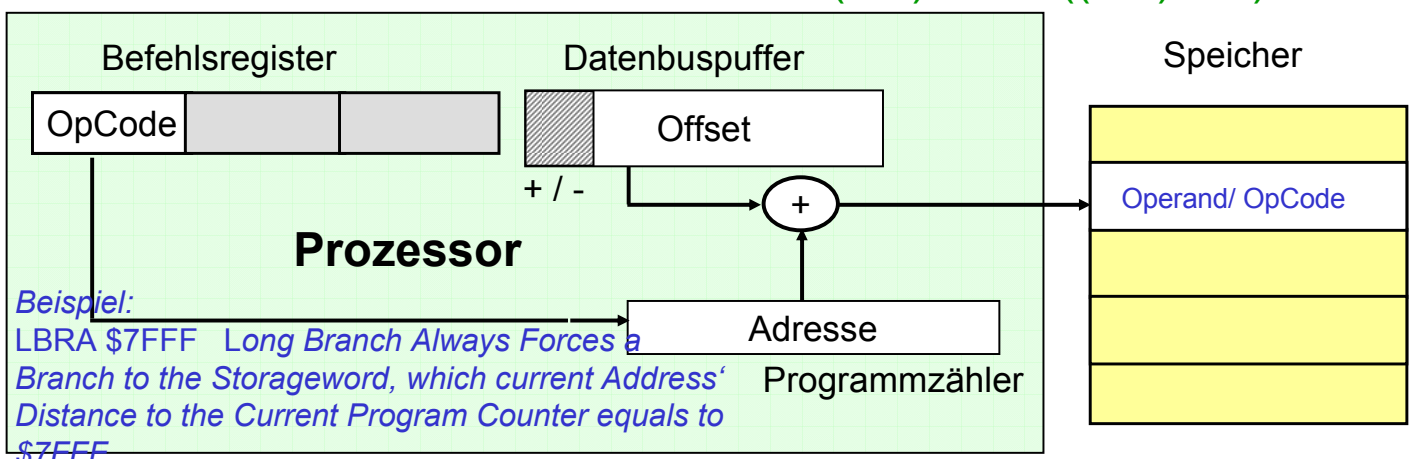 Befehlsregister
Datenbuspuffer
Speicher
OpCode
Offset
+ / -
+
Operand/ OpCode
Prozessor
Adresse
Programmzähler
Beispiel:
LBRA $7FFF Long Branch Always Forces a
Branch to the Storageword, which current Address‘
Distance to the Current Program Counter equals to
$7FFF